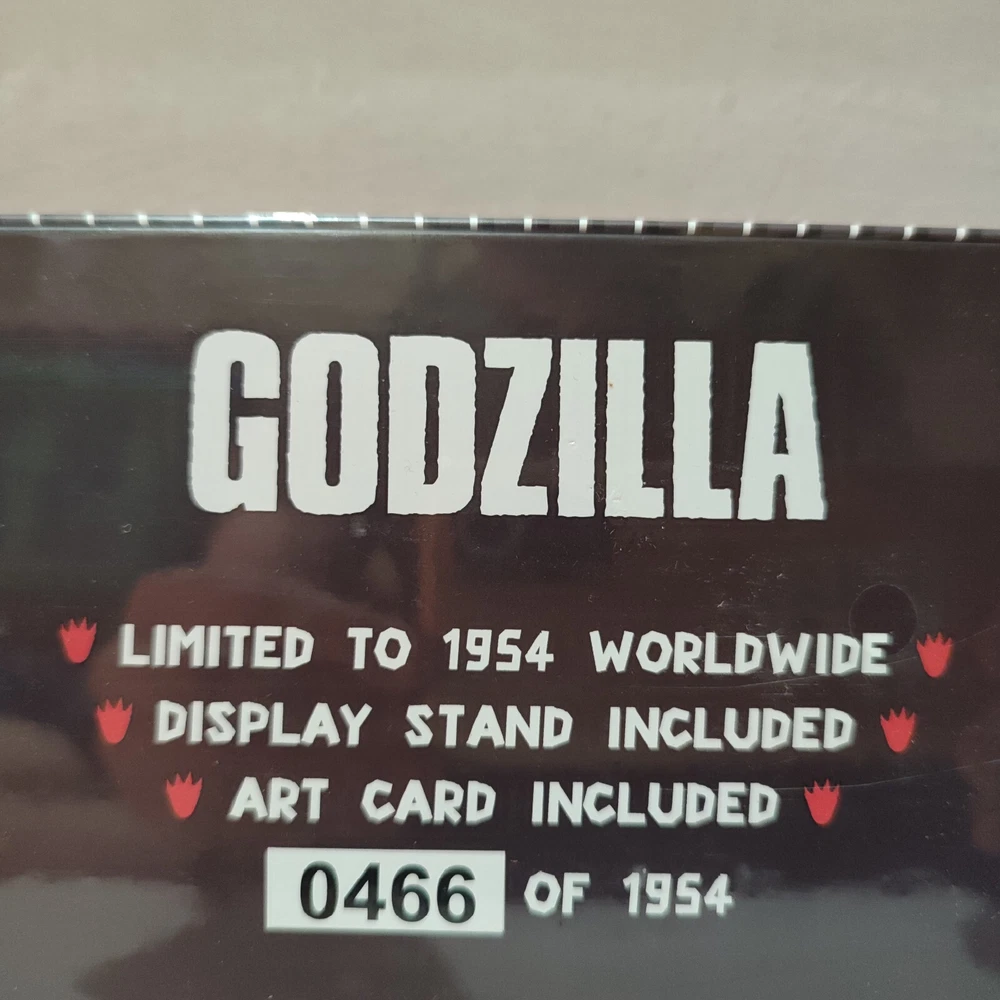 GODZILLA
LIMITED TO 1954 WORLDWIDE
DISPLAY STAND INCLUDED
ART CARD INCLUDED
0466 OF 1954